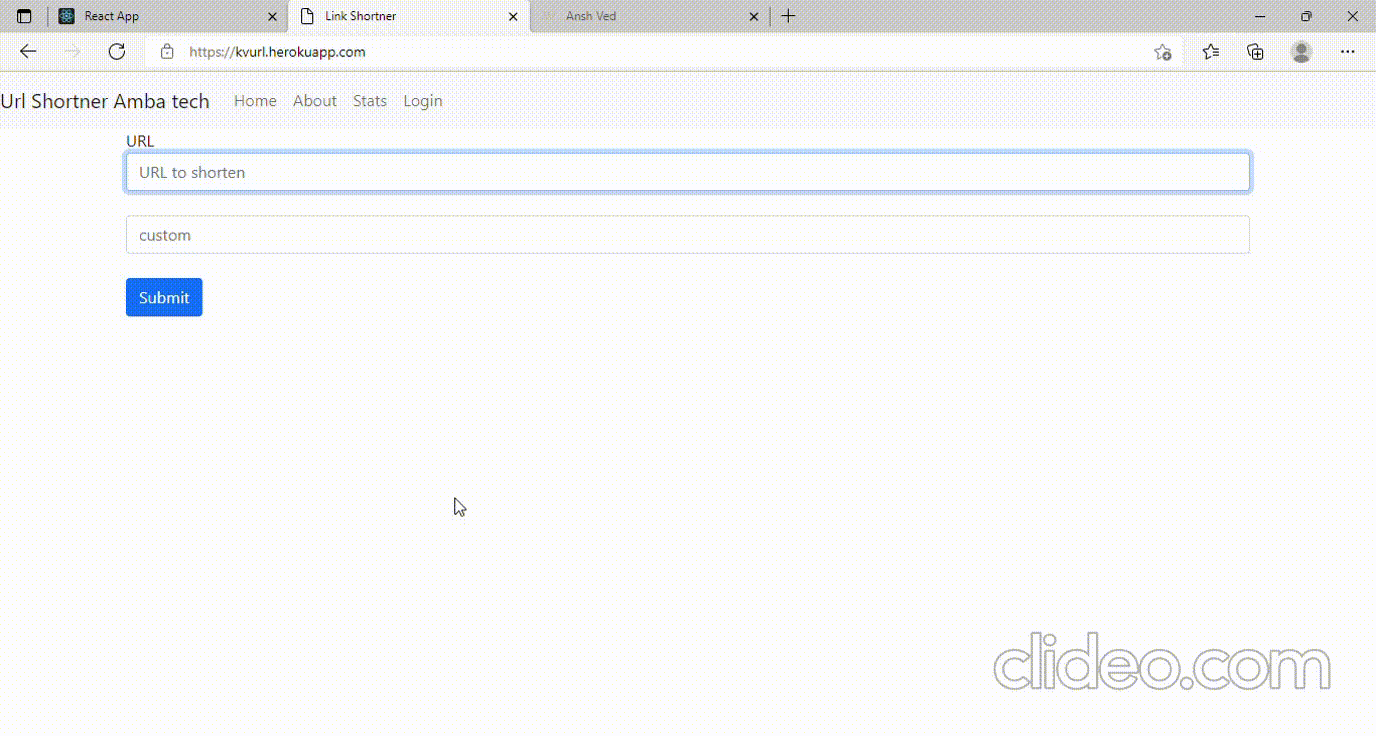 React App
Link Shortner
Ansh Ved
https://kvurl.herokuapp.com
Url Shortner Amba tech Home About Stats Login
URL
URL to shorten
custom
Submit
clideo.com